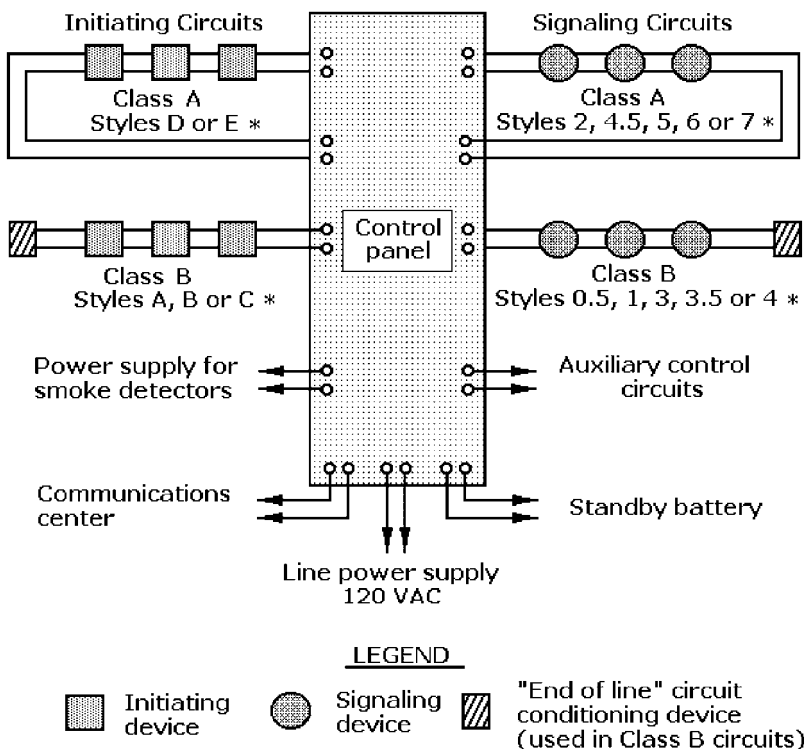 Initiating Circuits
Signaling Circuits
Class A
Styles D or E *
Class A
Styles 2, 4.5, 5, 6 or 7 *
Control
panel
Class B
Styles A, B or C *
Class B
Styles 0.5, 1, 3, 3.5 or 4 *
Power supply for
smoke detectors
Auxiliary control
circuits
Communications
center
Standby battery
Line power supply
120 VAC
LEGEND
Initiating
device
Signaling
device
"End of line" circuit
conditioning device
(used in Class B circuits)